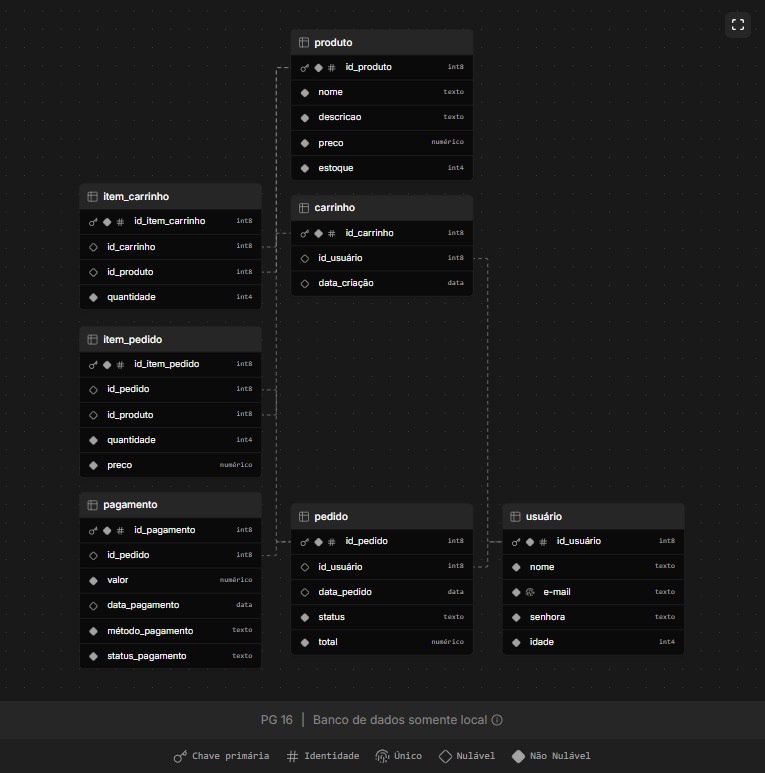 produto
id_produto int8
nome texto
descricao texto
preco numérico
estoque int4
item_carrinho
id_item_carrinho int8
id_carrinho int8
id_produto int8
quantidade int4
carrinho
id_carrinho int8
id_usuário int8
data_criação data
item_pedido
id_item_pedido int8
id_pedido int8
id_produto int8
quantidade int4
preco numérico
pagamento
id_pagamento int8
id_pedido int8
valor numérico
data_pagamento data
método_pagamento texto
status_pagamento texto
pedido
id_pedido int8
id_usuário int8
data_pedido data
status texto
total numérico
usuário
id_usuário int8
nome texto
e-mail texto
senhora texto
idade int4
PG 16 | Banco de dados somente local
Chave primária Identidade Único Nulável Não Nulável